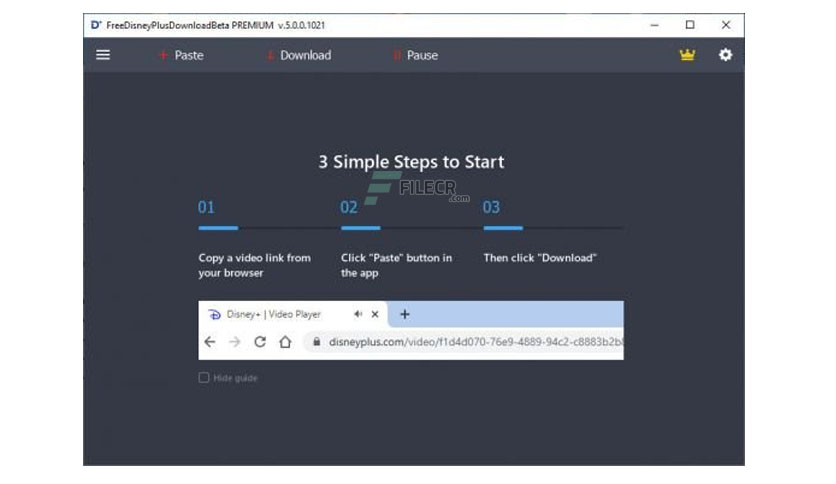 FreeDisneyPlusDownloadBeta PREMIUM v.5.0.0.1021
Paste Download Pause
3 Simple Steps to Start
FILECR
.com
01 02 03
Copy a video link from Click "Paste" button in Then click "Download"
your browser the app
Disney+ | Video Player
disneyplus.com/video/f1d4d070-76e9-4889-94c2-c8883b2b
Hide guide